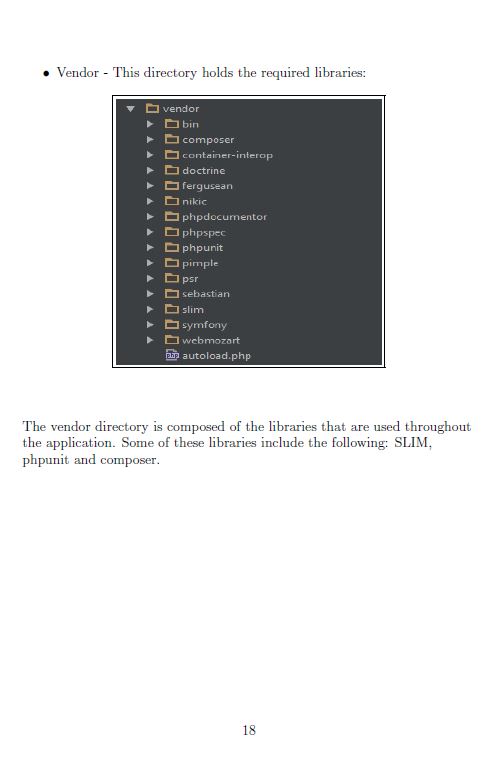 • Vendor - This directory holds the required libraries:
vendor
bin
composer
container-interop
doctrine
fergusean
nikic
phpdocumentor
phpspec
phpunit
pimple
psr
sebastian
slim
symfony
webmozart
autoload.php
The vendor directory is composed of the libraries that are used throughout
the application. Some of these libraries include the following: SLIM,
phpunit and composer.
18